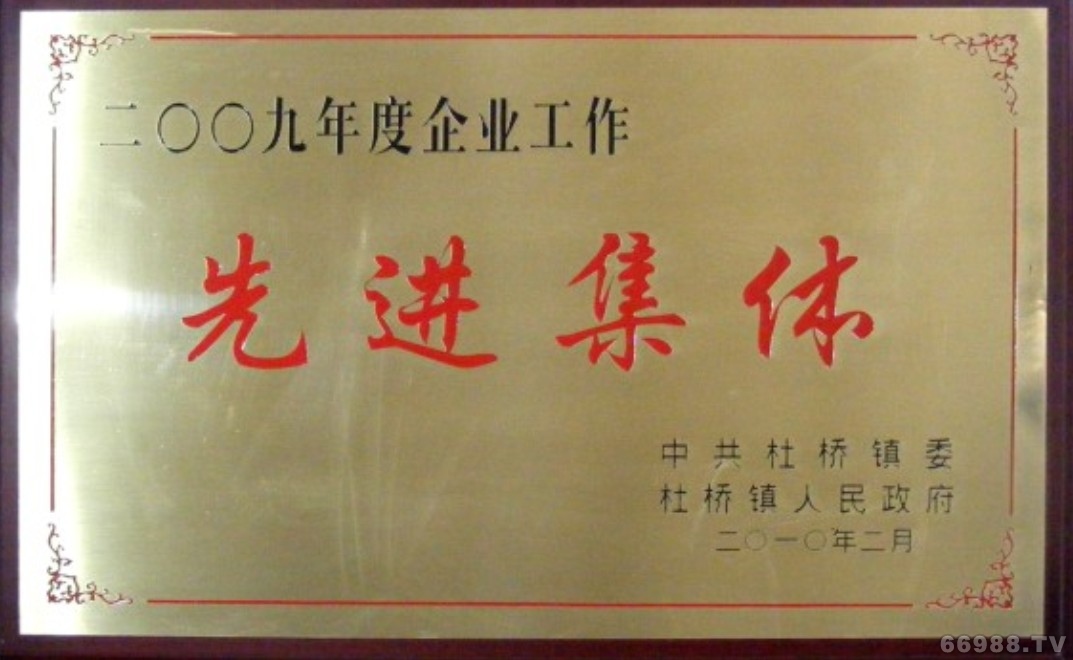 二〇〇九年度企业工作
先进集体
中共杜桥镇委
杜桥镇人民政府
二〇一〇年二月
66988.TV